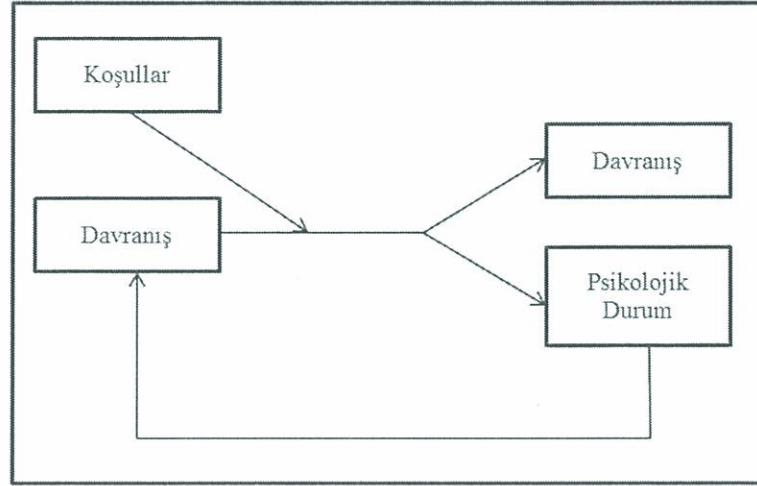 Koşullar
Davranış
Davranış
Psikolojik
Durum